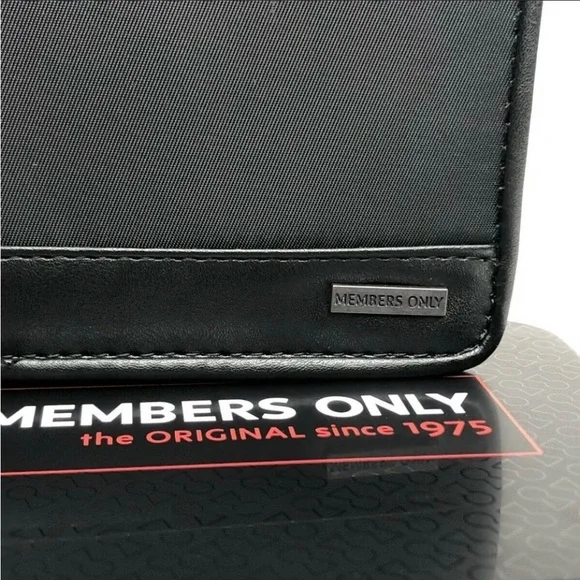 MEMBERS ONLY
MEMBERS ONLY
the ORIGINAL since 1975